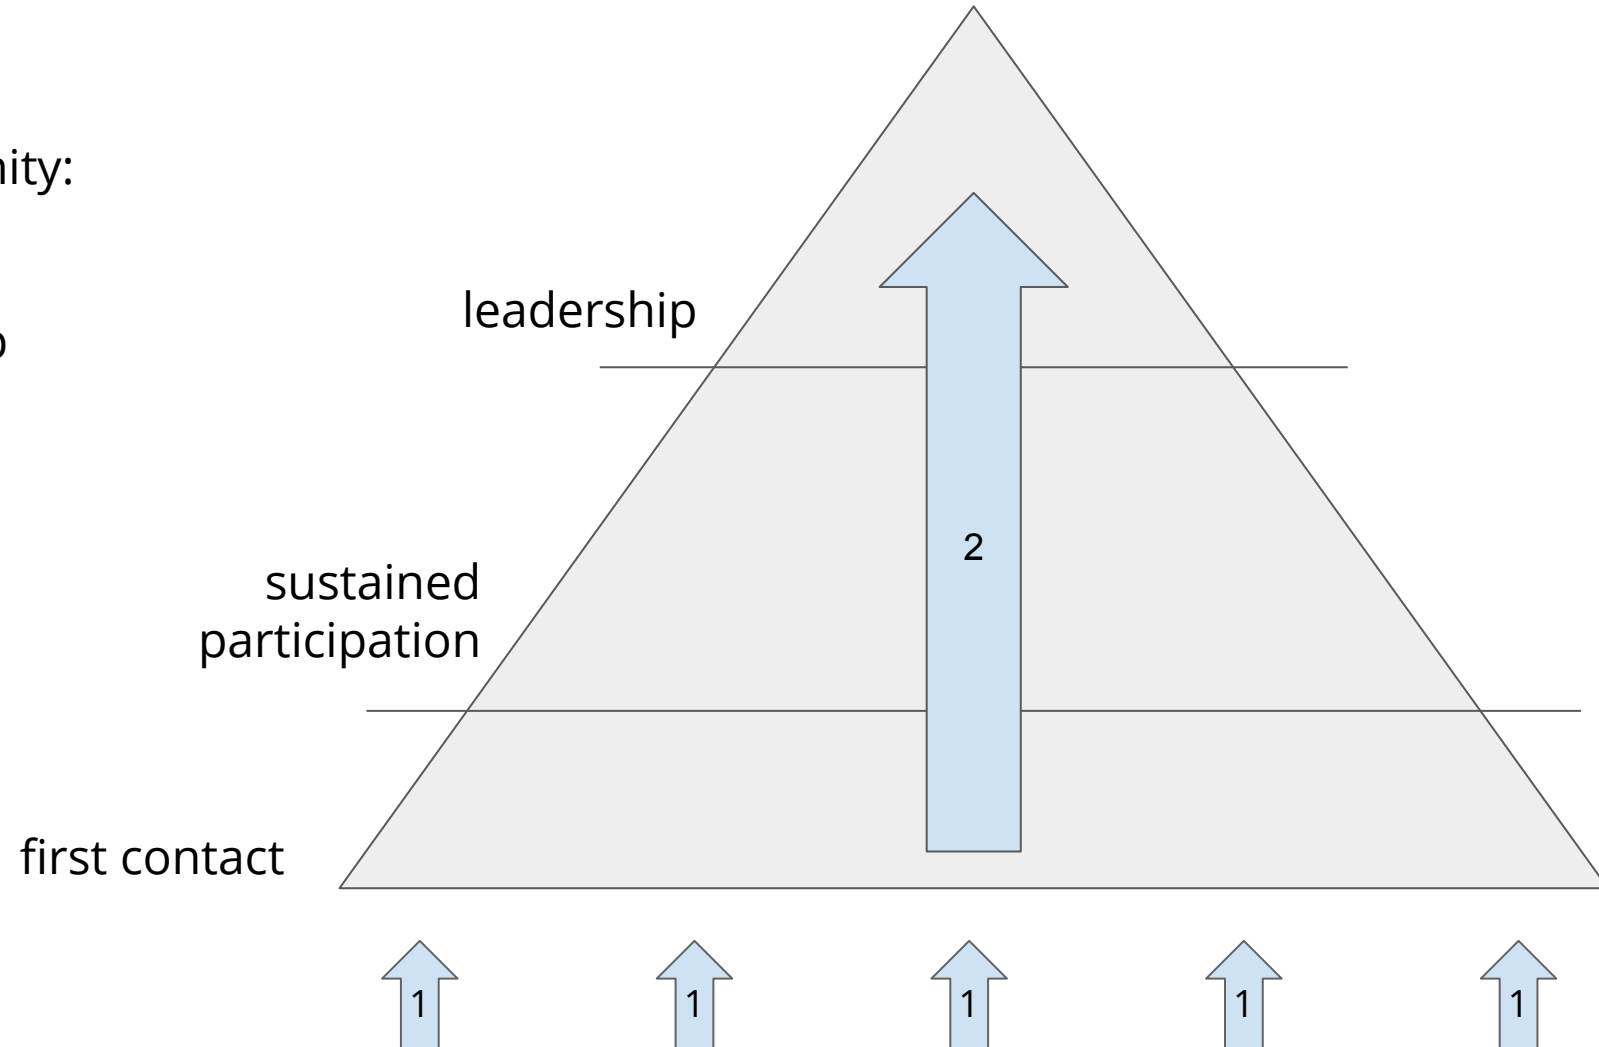 nity:
leadership
2
sustained
participation
first contact
1 1 1 1 1